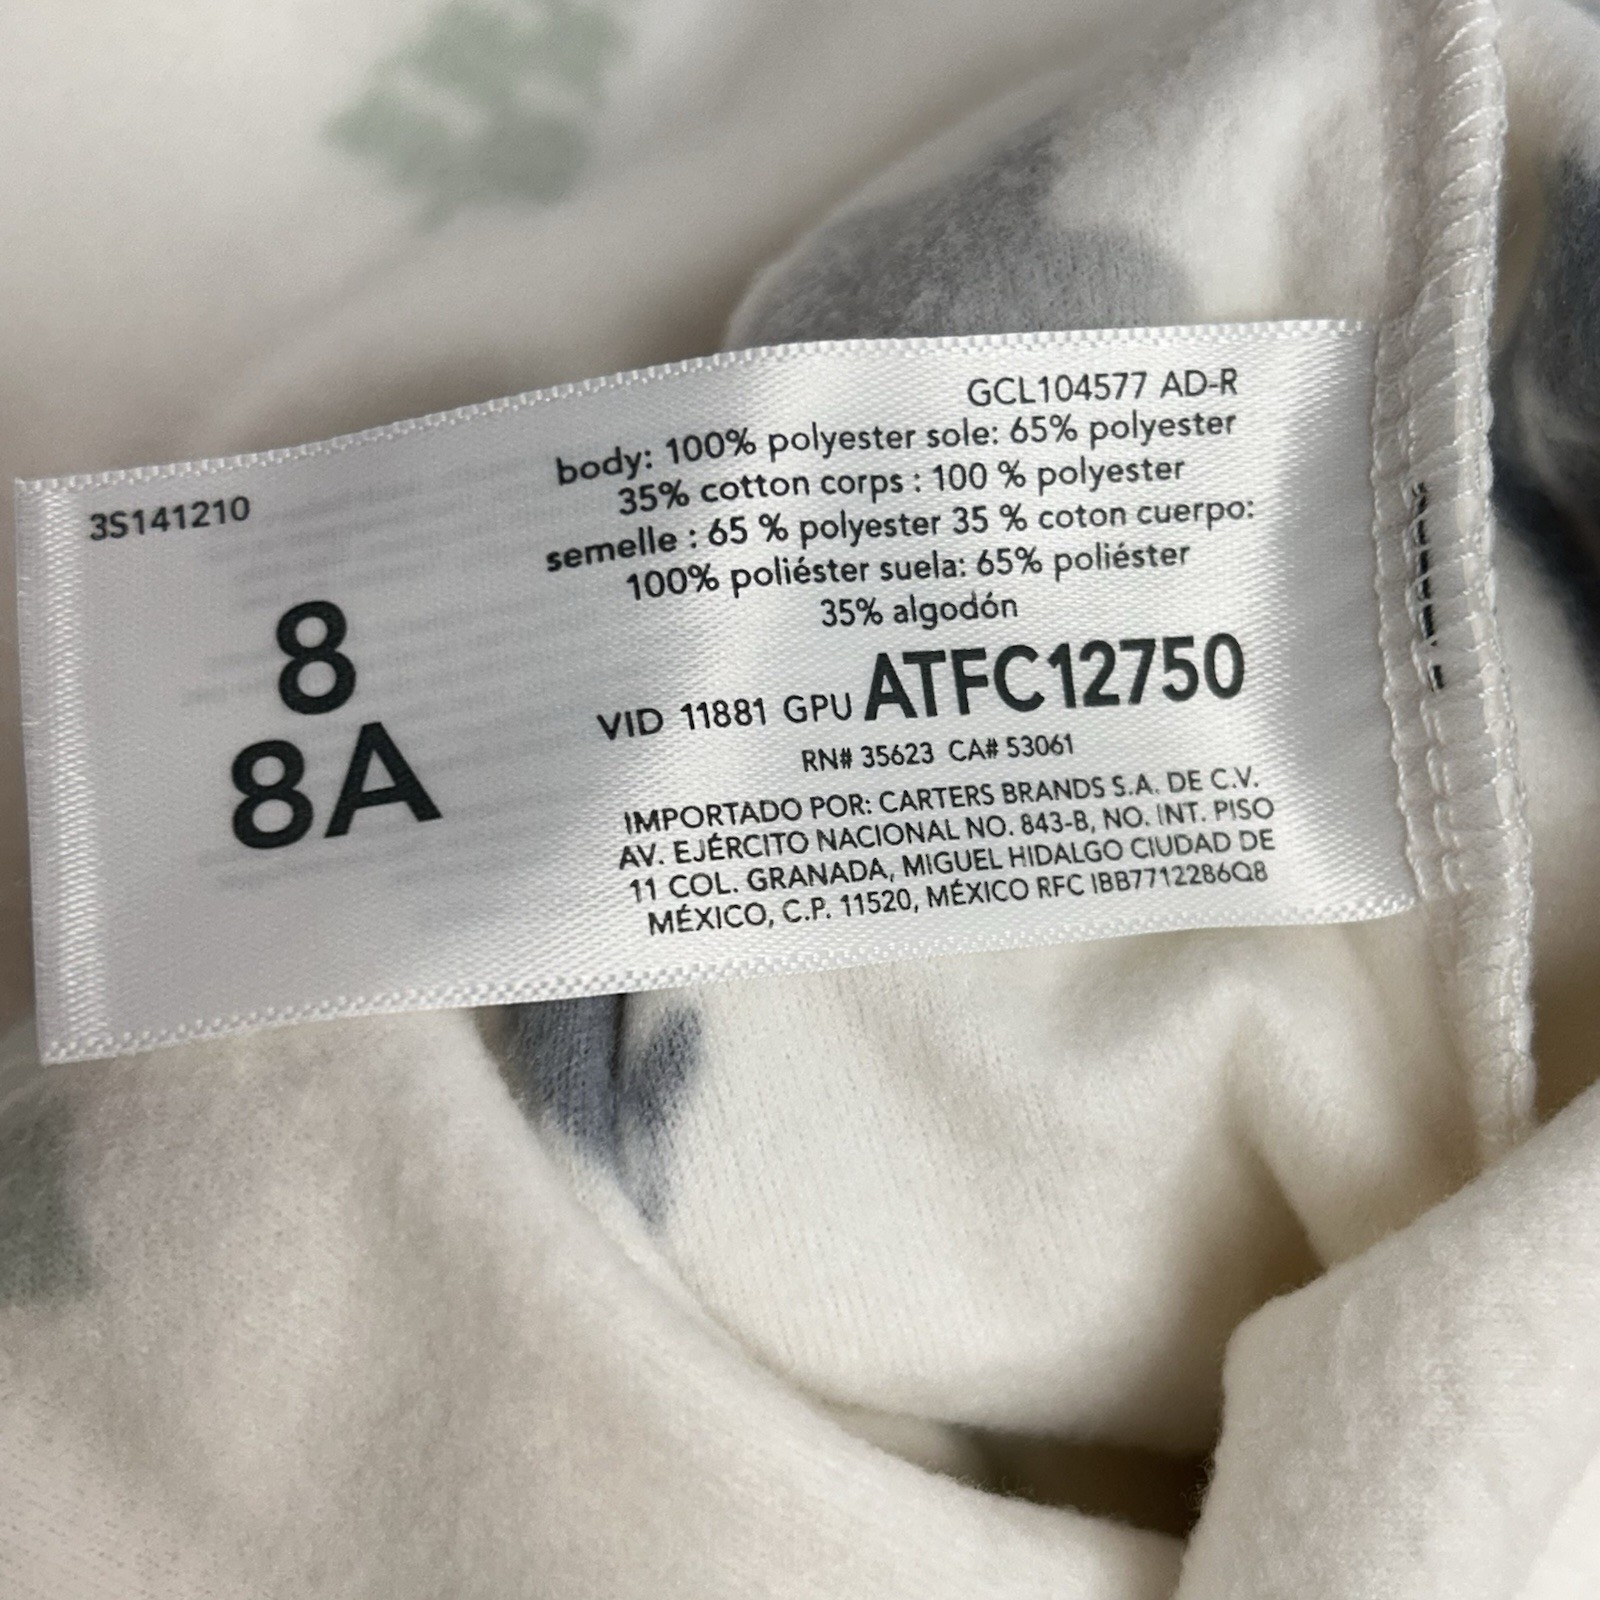 3S141210
8
8A
GCL104577 AD-R
body: 100% polyester sole: 65% polyester
35% cotton corps : 100 % polyester
semelle : 65 % polyester 35 % coton cuerpo:
100% poliéster suela: 65% poliéster
35% algodón
VID 11881 GPU ATFC12750
RN# 35623 CA# 53061
IMPORTADO POR: CARTERS BRANDS S.A. DE C.V.
AV. EJÉRCITO NACIONAL NO. 843-B, NO. INT. PISO
11 COL. GRANADA, MIGUEL HIDALGO CIUDAD DE
MÉXICO, C.P. 11520, MÉXICO RFC IBB7712286Q8